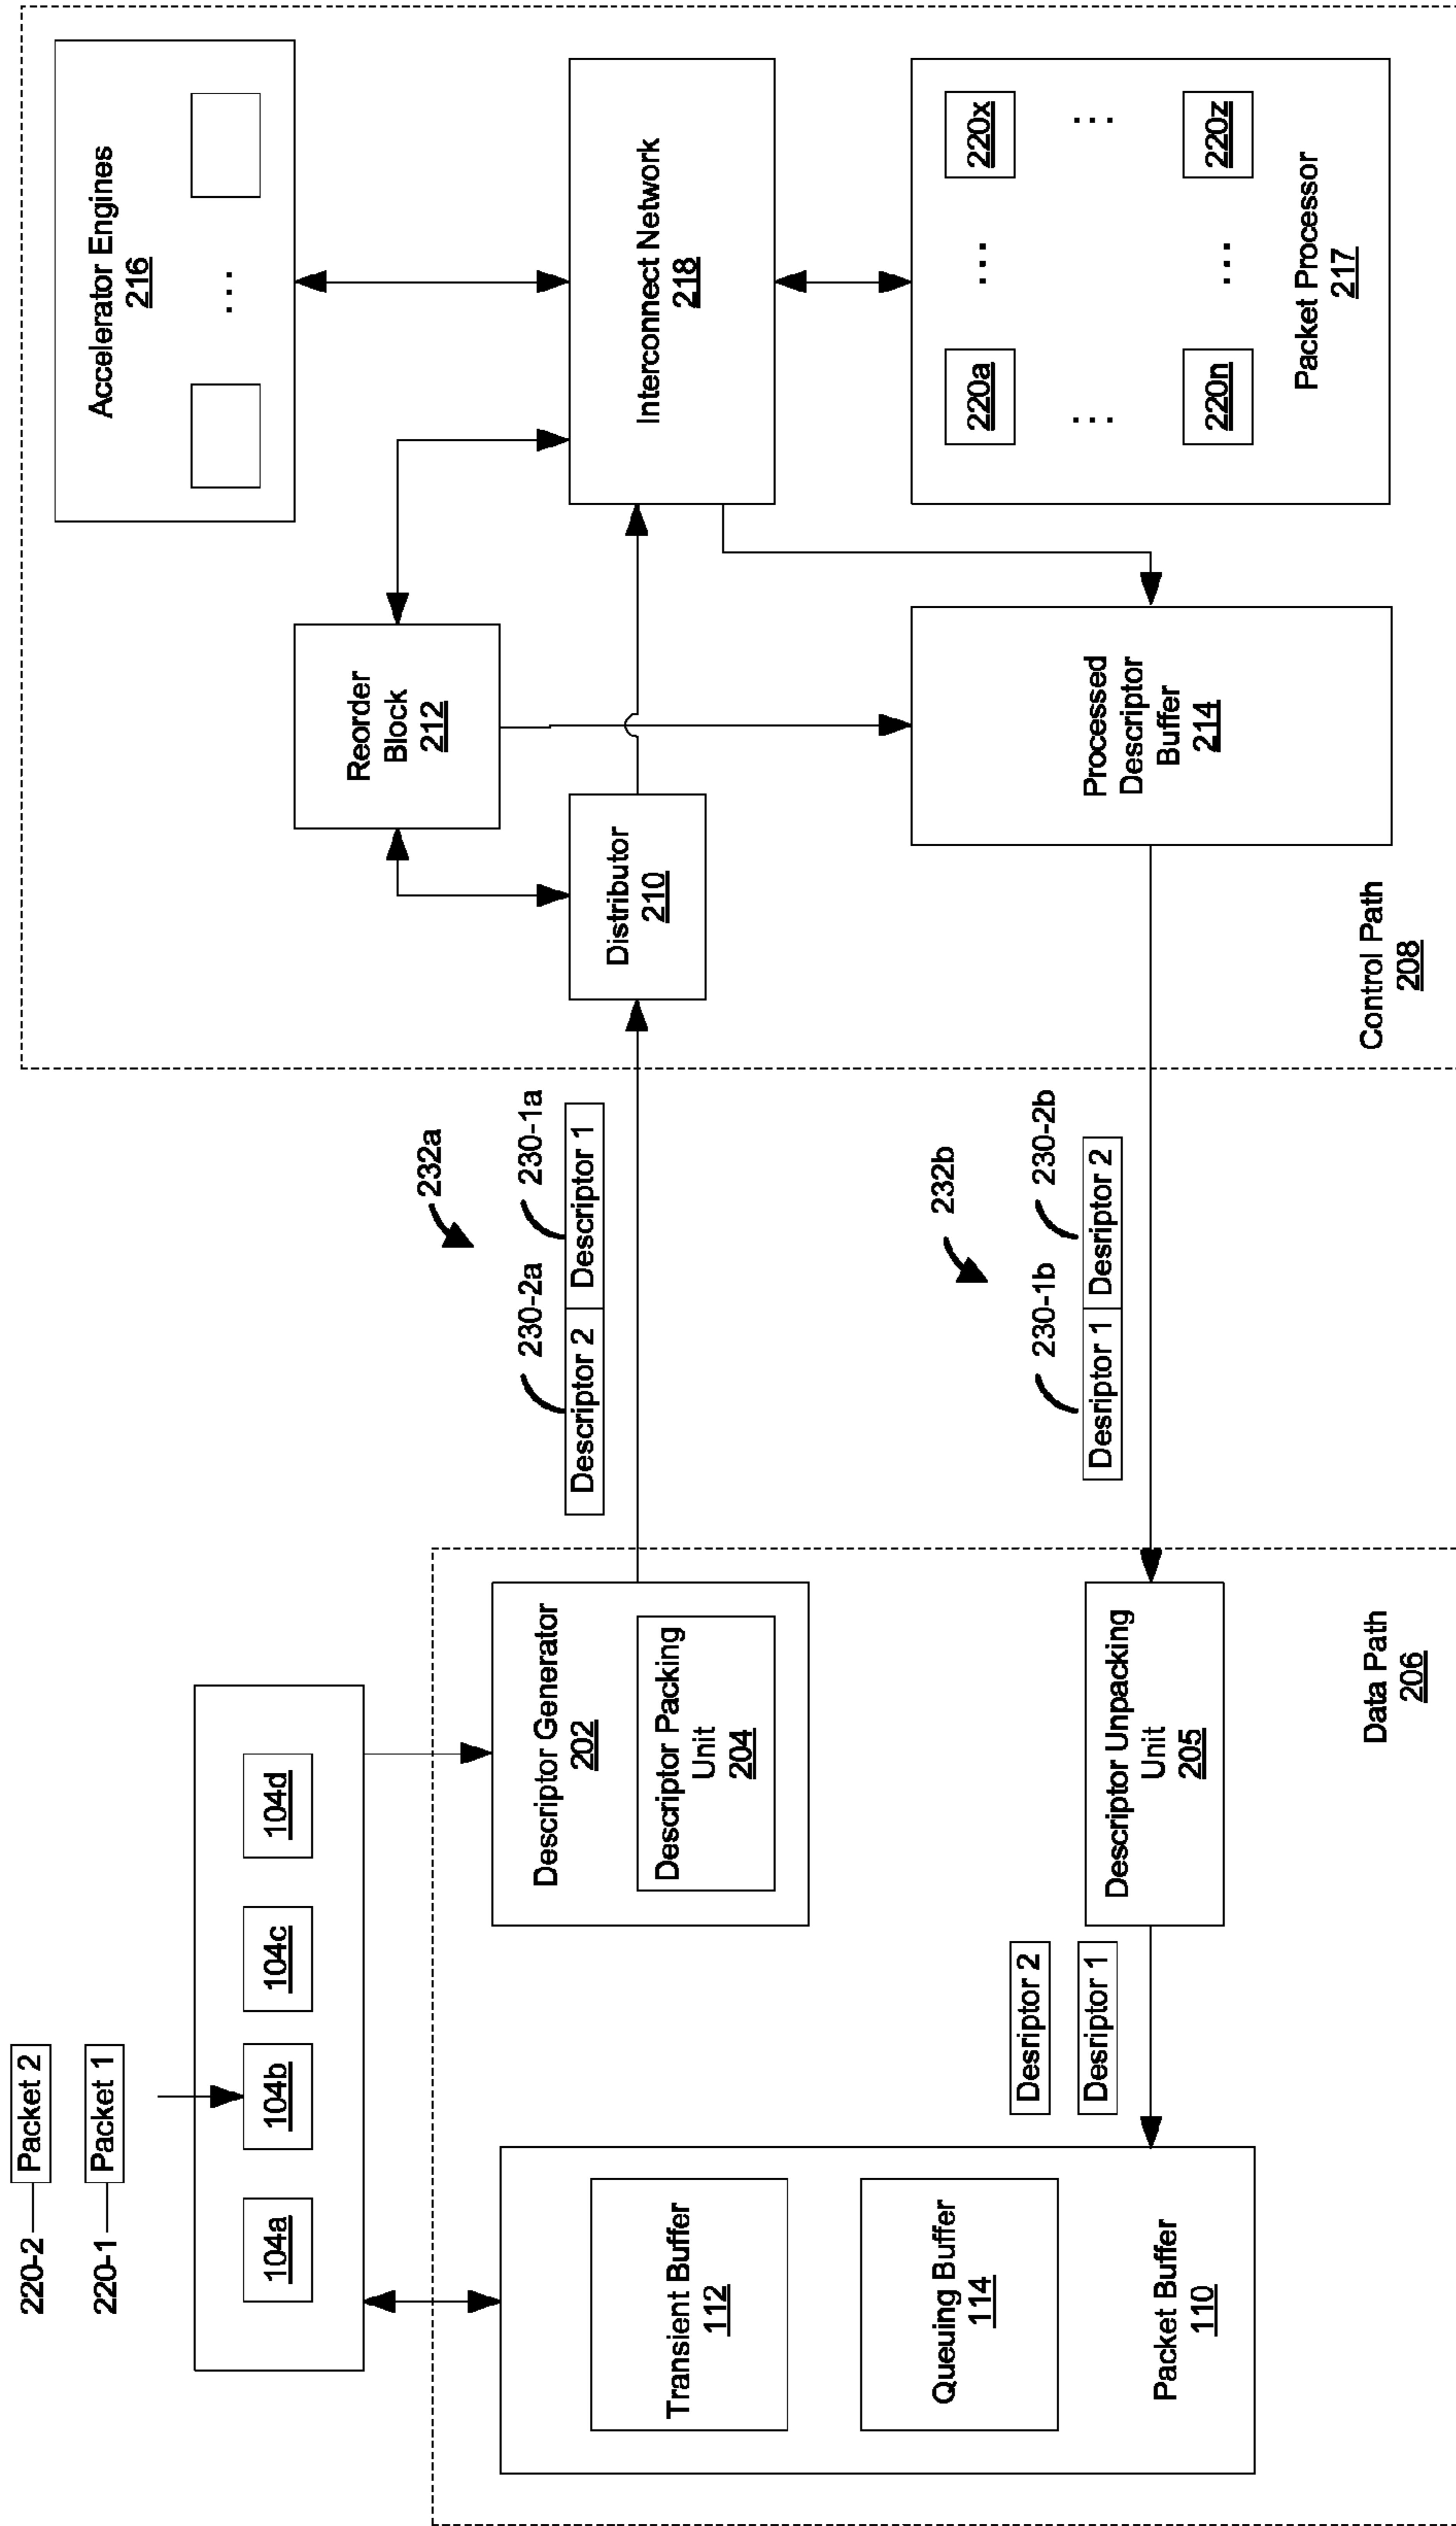 220-2
Packet 2
220-1
Packet 1
104a
104b
104c
104d
Transient Buffer
112
Queuing Buffer
114
Packet Buffer
110
Descriptor Generator
202
Descriptor Packing
Unit
204
Desriptor 2
Desriptor 1
Descriptor Unpacking
Unit
205
Data Path
206
232a
230-2a
230-1a
Descriptor 2
Descriptor 1
232b
230-1b
230-2b
Desriptor 1
Desriptor 2
Accelerator Engines
216
...
Reorder
Block
212
Distributor
210
Interconnect Network
218
Processed
Descriptor
Buffer
214
220a
...
220x
...
...
220n
...
220z
Packet Processor
217
Control Path
208